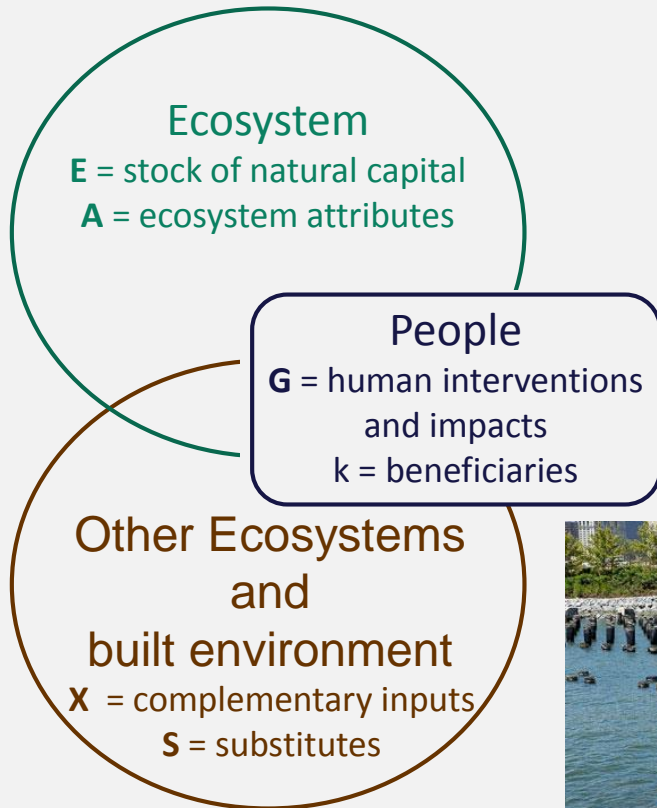 Ecosystem
E = stock of natural capital
A = ecosystem attributes
People
G = human interventions
and impacts
k = beneficiaries
Other Ecosystems
and
built environment
X = complementary inputs
S = substitutes